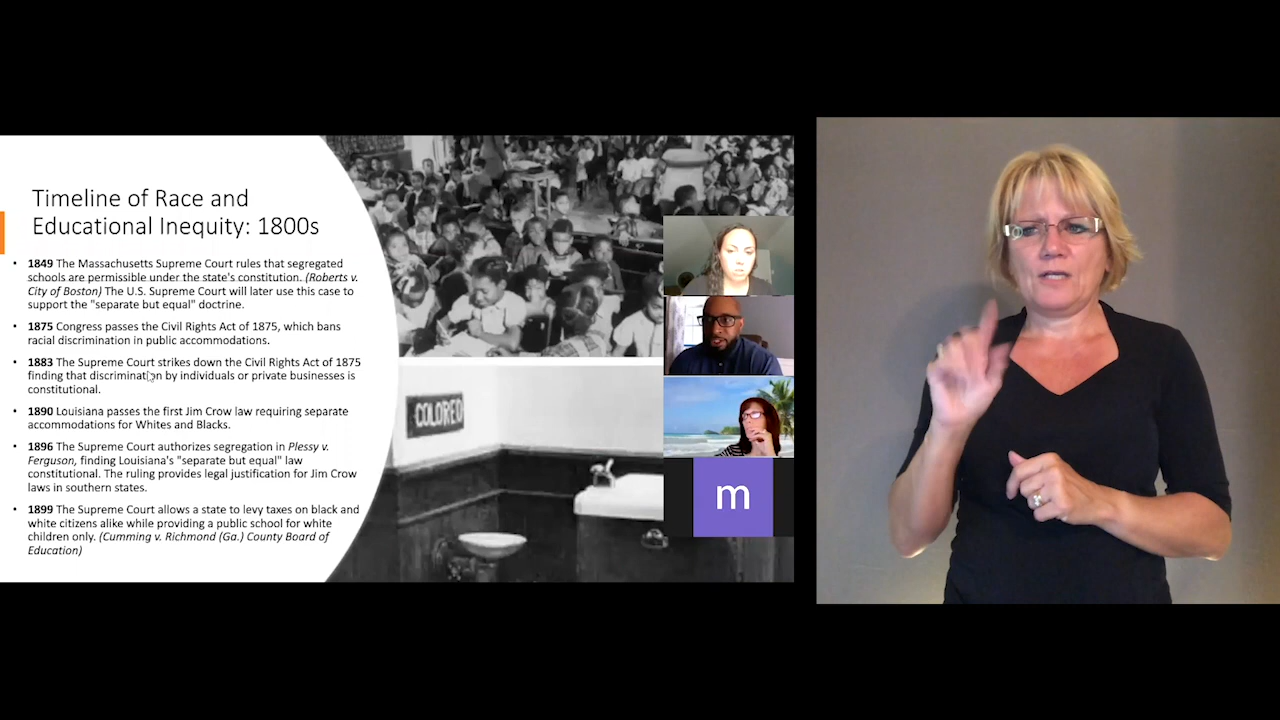 Timeline of Race and
Educational Inequity: 1800s
• 1849 The Massachusetts Supreme Court rules that segregated
schools are permissible under the state's constitution. (Roberts v.
City of Boston) The U.S. Supreme Court will later use this case to
support the "separate but equal" doctrine.
• 1875 Congress passes the Civil Rights Act of 1875, which bans
racial discrimination in public accommodations.
• 1883 The Supreme Court strikes down the Civil Rights Act of 1875
finding that discrimination by individuals or private businesses is
constitutional.
• 1890 Louisiana passes the first Jim Crow law requiring separate
accommodations for Whites and Blacks.
• 1896 The Supreme Court authorizes segregation in Plessy v.
Ferguson, finding Louisiana's "separate but equal" law
constitutional. The ruling provides legal justification for Jim Crow
laws in southern states.
• 1899 The Supreme Court allows a state to levy taxes on black and
white citizens alike while providing a public school for white
children only. (Cumming v. Richmond (Ga.) County Board of
Education)
COLORED
m